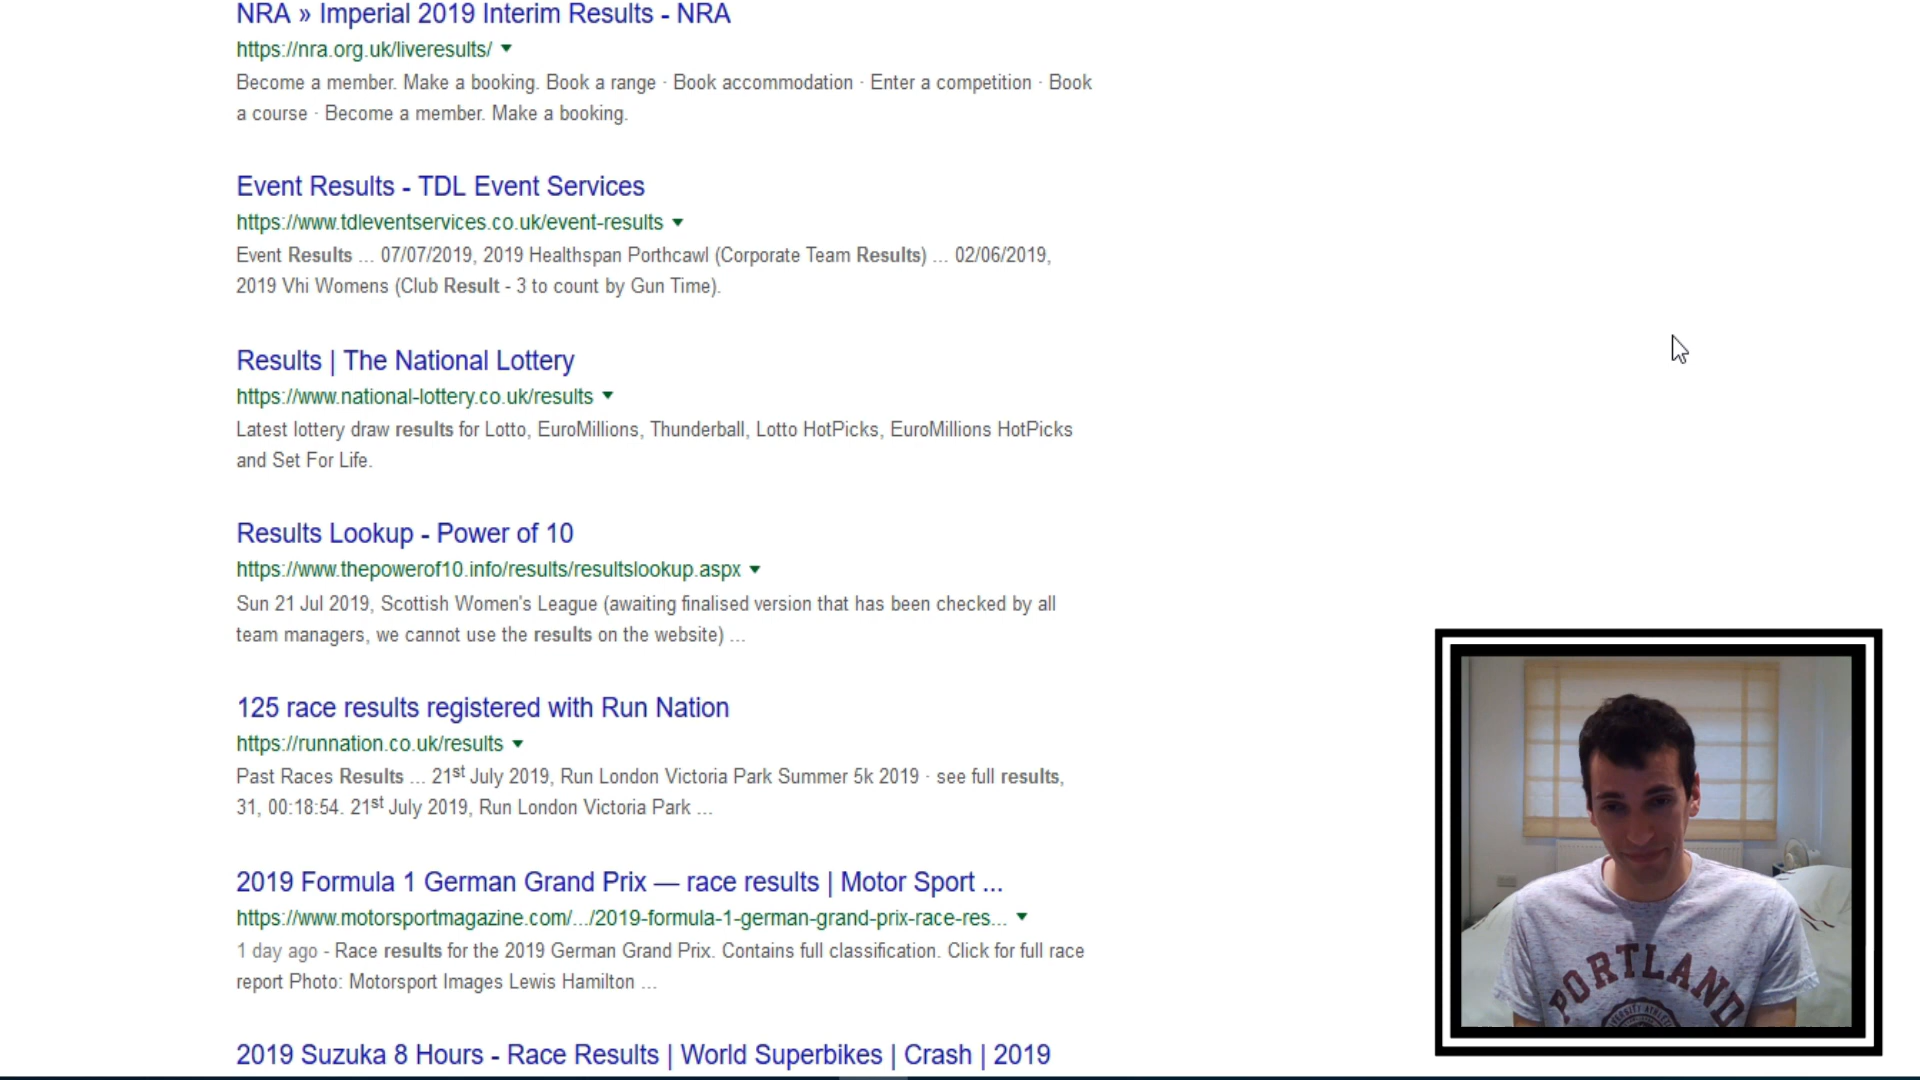 NRA » Imperial 2019 Interim Results - NRA
https://nra.org.uk/liveresults/
Become a member. Make a booking. Book a range · Book accommodation · Enter a competition · Book
a course · Become a member. Make a booking.
Event Results - TDL Event Services
https://www.tdleventservices.co.uk/event-results
Event Results ... 07/07/2019, 2019 Healthspan Porthcawl (Corporate Team Results) ... 02/06/2019,
2019 Vhi Womens (Club Result - 3 to count by Gun Time).
Results | The National Lottery
https://www.national-lottery.co.uk/results
Latest lottery draw results for Lotto, EuroMillions, Thunderball, Lotto HotPicks, EuroMillions HotPicks
and Set For Life.
Results Lookup - Power of 10
https://www.thepowerof10.info/results/resultslookup.aspx
Sun 21 Jul 2019, Scottish Women's League (awaiting finalised version that has been checked by all
team managers, we cannot use the results on the website) ...
125 race results registered with Run Nation
https://runnation.co.uk/results
Past Races Results ... 21st July 2019, Run London Victoria Park Summer 5k 2019 · see full results,
31, 00:18:54. 21st July 2019, Run London Victoria Park ...
2019 Formula 1 German Grand Prix — race results | Motor Sport ...
https://www.motorsportmagazine.com/.../2019-formula-1-german-grand-prix-race-res...
1 day ago - Race results for the 2019 German Grand Prix. Contains full classification. Click for full race
report Photo: Motorsport Images Lewis Hamilton ...
2019 Suzuka 8 Hours - Race Results | World Superbikes | Crash | 2019
PORTLAND